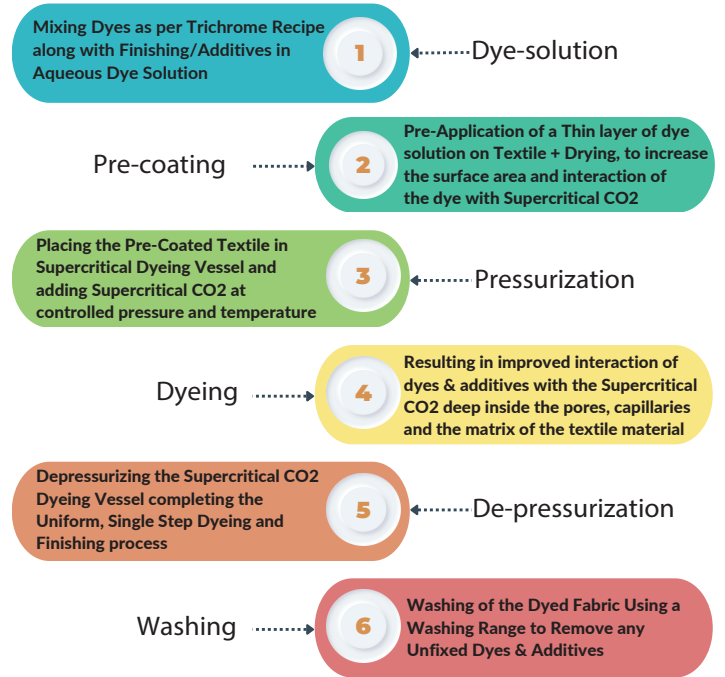 Mixing Dyes as per Trichrome Recipe
along with Finishing/Additives in
Aqueous Dye Solution
1
Dye-solution
Pre-coating
2
Pre-Application of a Thin layer of dye
solution on Textile + Drying, to increase
the surface area and interaction of
the dye with Supercritical CO2
Placing the Pre-Coated Textile in
Supercritical Dyeing Vessel and
adding Supercritical CO2 at
controlled pressure and temperature
3
Pressurization
Dyeing
4
Resulting in improved interaction of
dyes & additives with the Supercritical
CO2 deep inside the pores, capillaries
and the matrix of the textile material
Depressurizing the Supercritical CO2
Dyeing Vessel completing the
Uniform, Single Step Dyeing and
Finishing process
5
De-pressurization
Washing
6
Washing of the Dyed Fabric Using a
Washing Range to Remove any
Unfixed Dyes & Additives